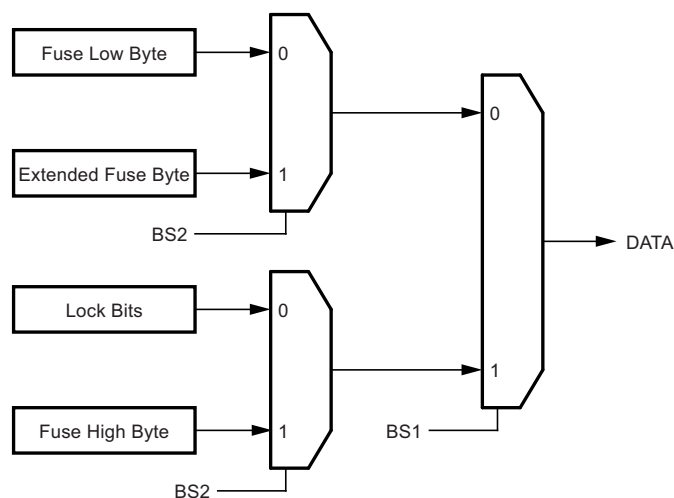 Fuse Low Byte
0
0
Extended Fuse Byte
1
BS2
DATA
Lock Bits
0
1
Fuse High Byte
1
BS1
BS2